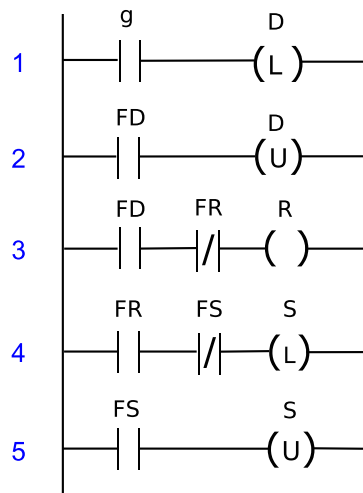 g D
1 L
FD D
2 U
FD FR R
3 /
FR FS S
4 / L
FS S
5 U